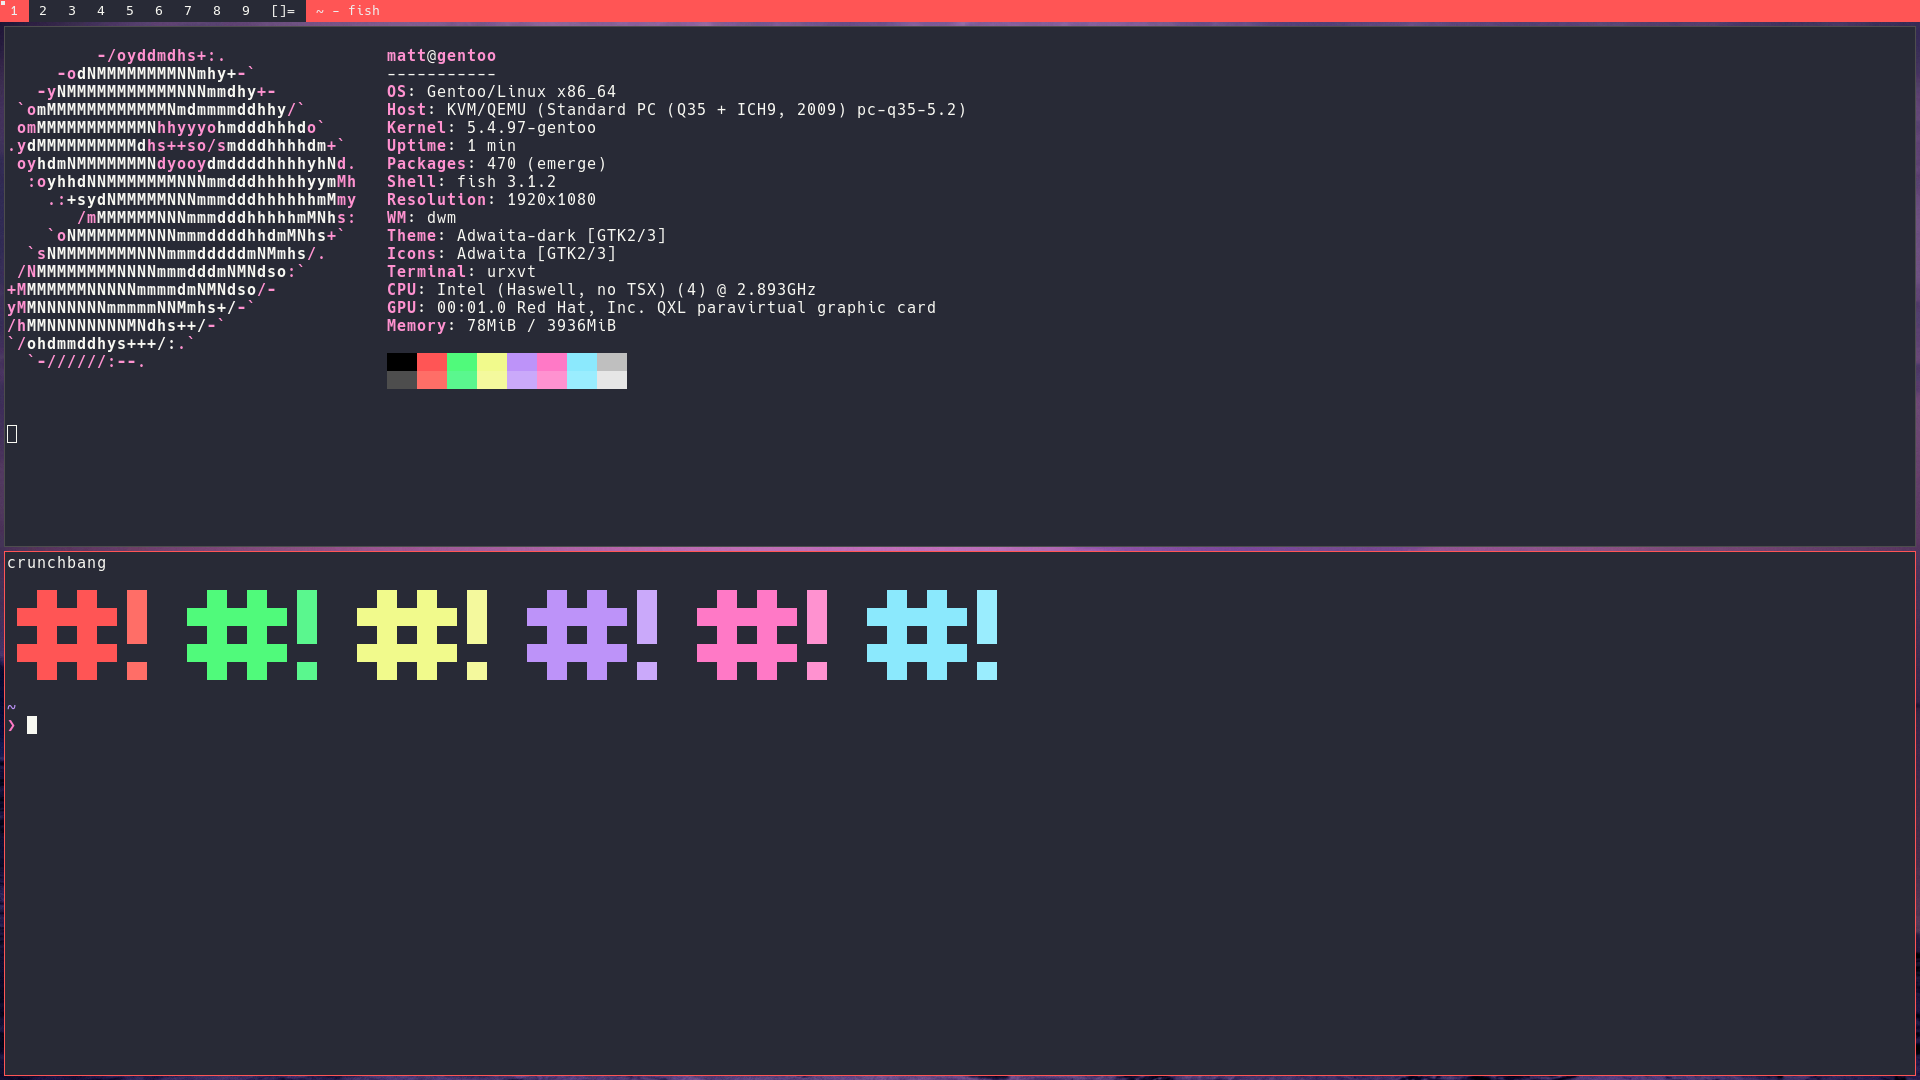 1 2 3 4 5 6 7 8 9 []= ~ - fish
-/oyddmdhs+:. matt@gentoo
-odNMMMMMMMMNNmhy+-` -----------
-yNMMMMMMMMMMMNNNmmdhy+- OS: Gentoo/Linux x86_64
`omMMMMMMMMMMMMNmdmmmmddhhy/` Host: KVM/QEMU (Standard PC (Q35 + ICH9, 2009) pc-q35-5.2)
omMMMMMMMMMMMNhhyyyohmdddhhhdo` Kernel: 5.4.97-gentoo
.ydMMMMMMMMMMdhs++so/smdddhhhhdm+` Uptime: 1 min
oyhdmNMMMMMMMNdyooydmddddhhhhyhNd. Packages: 470 (emerge)
:oyhhdNNMMMMMMMNNNmmdddhhhhhyymMh Shell: fish 3.1.2
.:+sydNMMMMMNNNmmmdddhhhhhhmMmy Resolution: 1920x1080
/mMMMMMMNNNmmmdddhhhhhmMNhs: WM: dwm
`oNMMMMMMMNNNmmmddddhhdmMNhs+` Theme: Adwaita-dark [GTK2/3]
`sNMMMMMMMMNNNmmmdddddmNMmhs/. Icons: Adwaita [GTK2/3]
/NMMMMMMMMNNNNmmmdddmNMNdso:` Terminal: urxvt
+MMMMMMMNNNNNmmmmdmNMNdso/- CPU: Intel (Haswell, no TSX) (4) @ 2.893GHz
yMMNNNNNNNmmmmmNNMmhs+/-` GPU: 00:01.0 Red Hat, Inc. QXL paravirtual graphic card
/hMMNNNNNNNNMNdhs++/-` Memory: 78MiB / 3936MiB
`/ohdmmddhys+++/:.`
`-//////:--.
crunchbang
#! #! #! #! #! #!
~
❯